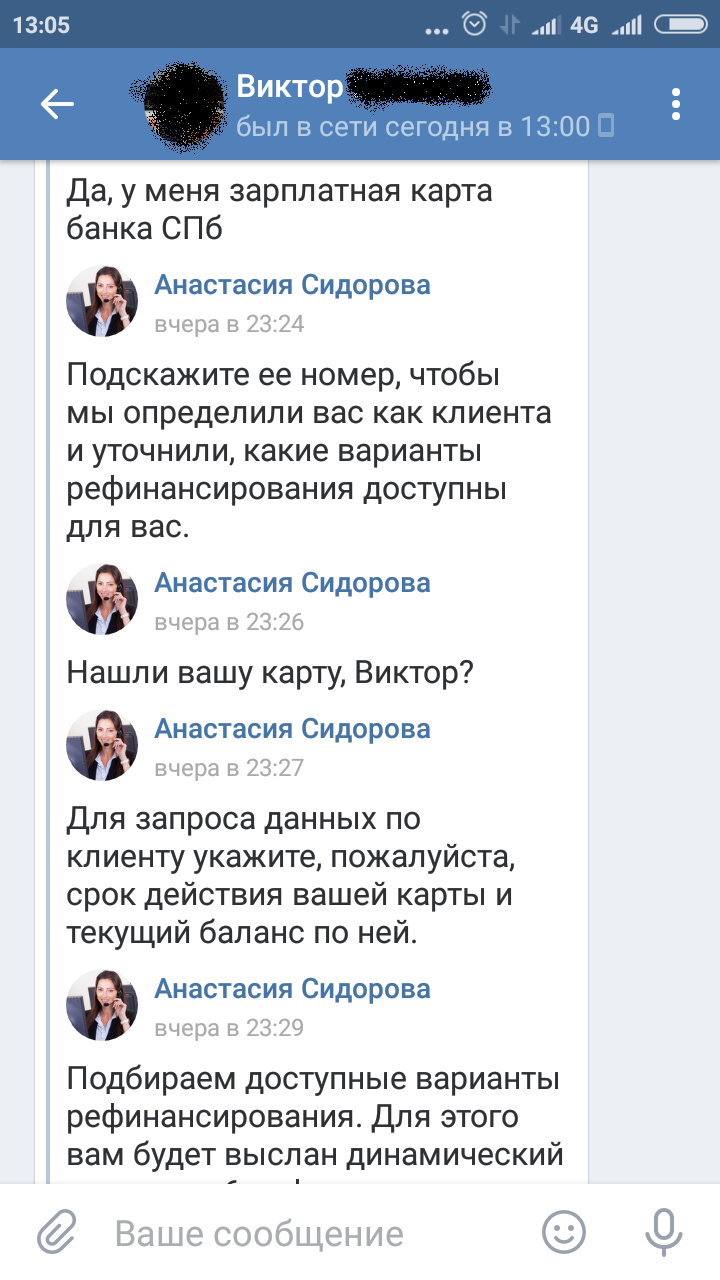 13:05
... 4G
Виктор
был в сети сегодня в 13:00
Да, у меня зарплатная карта
банка СПб
Анастасия Сидорова
вчера в 23:24
Подскажите ее номер, чтобы
мы определили вас как клиента
и уточнили, какие варианты
рефинансирования доступны
для вас.
Анастасия Сидорова
вчера в 23:26
Нашли вашу карту, Виктор?
Анастасия Сидорова
вчера в 23:27
Для запроса данных по
клиенту укажите, пожалуйста,
срок действия вашей карты и
текущий баланс по ней.
Анастасия Сидорова
вчера в 23:29
Подбираем доступные варианты
рефинансирования. Для этого
вам будет выслан динамический
Ваше сообщение